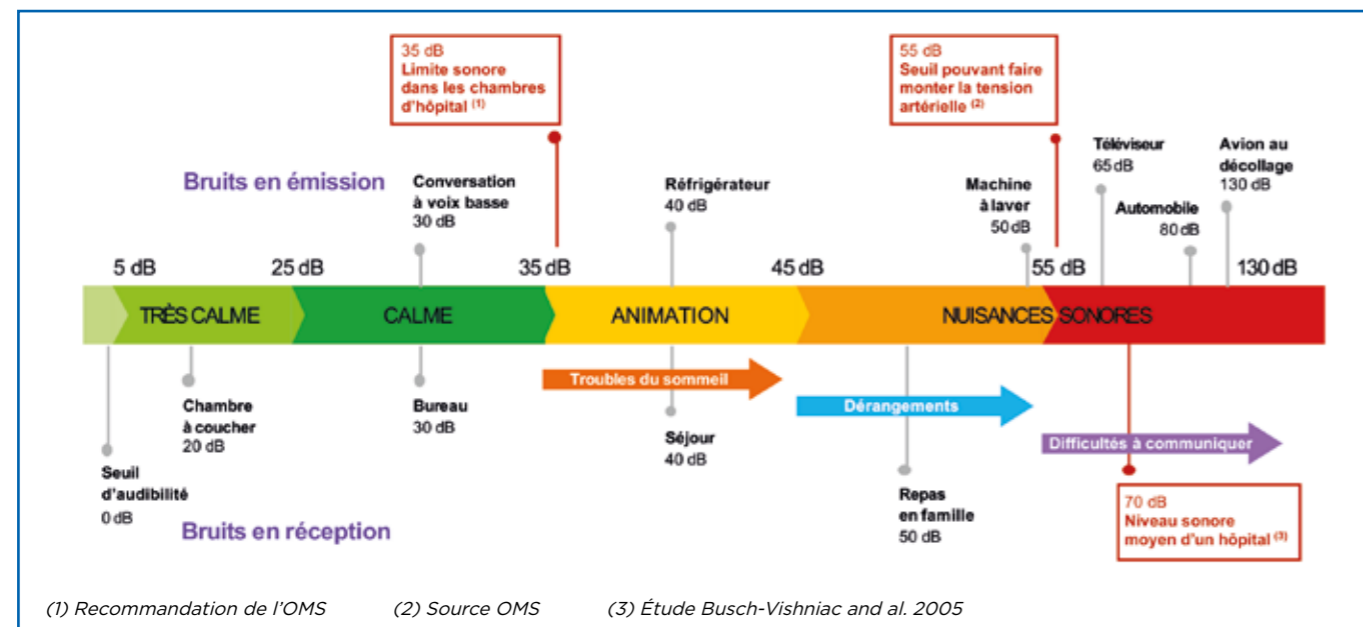 35 dB
Limite sonore
dans les chambres
d'hôpital (1)
55 dB
Seuil pouvant faire
monter la tension
artérielle (2)
Bruits en émission
Conversation
à voix basse
30 dB
Réfrigérateur
40 dB
Machine
à laver
50 dB
Téléviseur
65 dB
Automobile
80 dB
Avion au
décollage
130 dB
5 dB 25 dB 35 dB 45 dB 55 dB 130 dB
TRÈS CALME CALME ANIMATION NUISANCES SONORES
Troubles du sommeil
Dérangements
Difficultés à communiquer
Seuil
d'audibilité
0 dB
Chambre
à coucher
20 dB
Bureau
30 dB
Séjour
40 dB
Repas
en famille
50 dB
70 dB
Niveau sonore
moyen d'un hôpital (3)
Bruits en réception
(1) Recommandation de l'OMS (2) Source OMS (3) Étude Busch-Vishniac and al. 2005